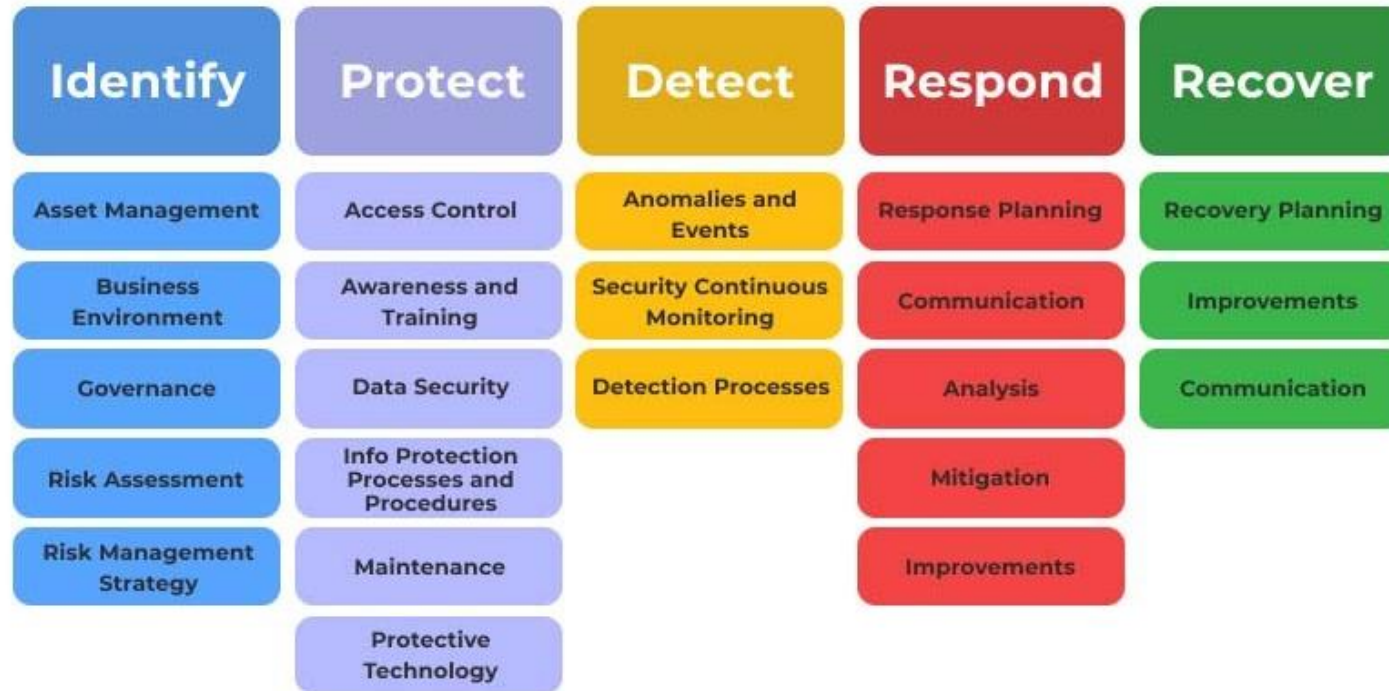 Identify
Protect
Detect
Respond
Recover
Asset Management
Access Control
Anomalies and
Events
Response Planning
Recovery Planning
Business
Environment
Awareness and
Training
Security Continuous
Monitoring
Communication
Improvements
Governance
Data Security
Detection Processes
Analysis
Communication
Risk Assessment
Info Protection
Processes and
Procedures
Mitigation
Risk Management
Strategy
Maintenance
Improvements
Protective
Technology